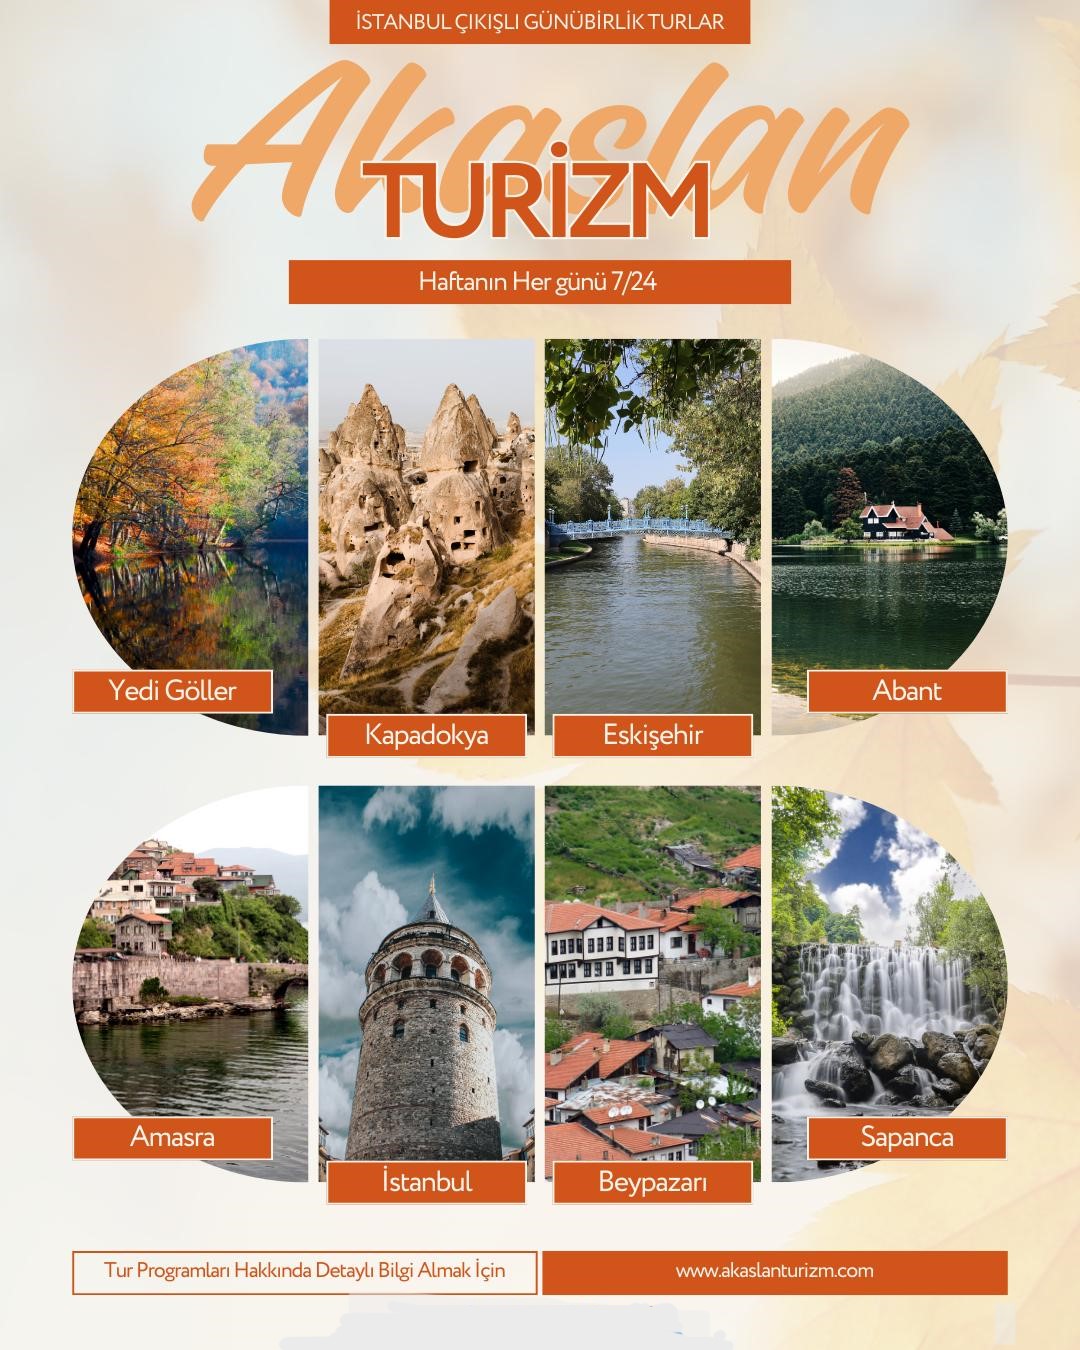 İSTANBUL ÇIKIŞLI GÜNÜBİRLİK TURLAR
Akaslan
TURİZM
Haftanın Her günü 7/24
Yedi Göller
Kapadokya
Eskişehir
Abant
Amasra
İstanbul
Beypazarı
Sapanca
Tur Programları Hakkında Detaylı Bilgi Almak İçin
www.akaslanturizm.com